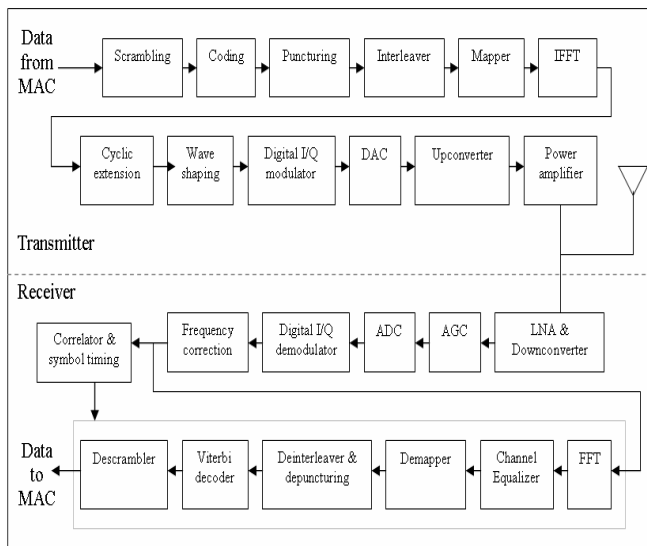 Data
from
MAC
Scrambling
Coding
Puncturing
Interleaver
Mapper
IFFT
Cyclic
extension
Wave
shaping
Digital I/Q
modulator
DAC
Upconverter
Power
amplifier
Transmitter
Receiver
Correlator &
symbol timing
Frequency
correction
Digital I/Q
demodulator
ADC
AGC
LNA &
Downconverter
Data
to
MAC
Descrambler
Viterbi
decoder
Deinterleaver &
depuncturing
Demapper
Channel
Equalizer
FFT